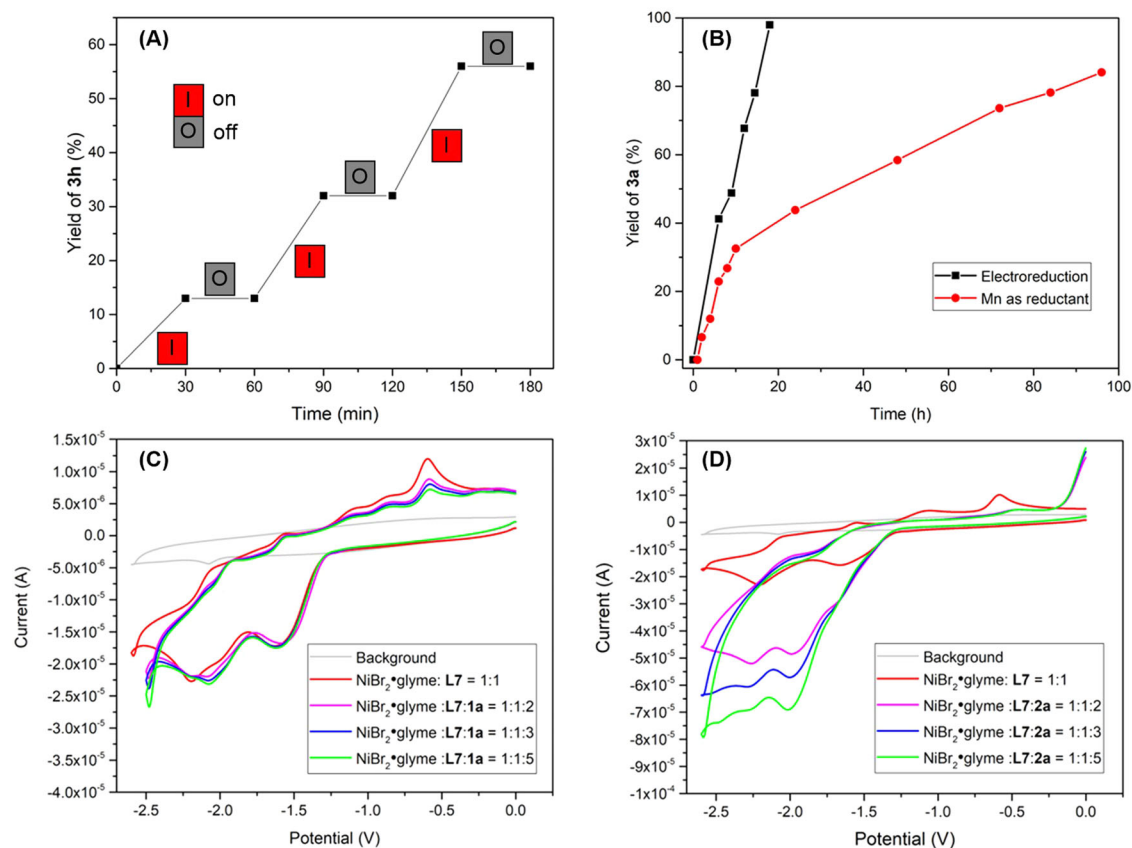 (A)
Yield of 3h (%)
60
50
40
30
20
10
0
I on
O off
I
O
I
O
I
O
0 30 60 90 120 150 180
Time (min)
(B)
Yield of 3a (%)
100
80
60
40
20
0
Electroreduction
Mn as reductant
0 20 40 60 80 100
Time (h)
(C)
Current (A)
1.5x10⁻⁵
1.0x10⁻⁵
5.0x10⁻⁶
0.0
-5.0x10⁻⁶
-1.0x10⁻⁵
-1.5x10⁻⁵
-2.0x10⁻⁵
-2.5x10⁻⁵
-3.0x10⁻⁵
-3.5x10⁻⁵
-4.0x10⁻⁵
Background
NiBr₂•glyme: L7 = 1:1
NiBr₂•glyme :L7:1a = 1:1:2
NiBr₂•glyme :L7:1a = 1:1:3
NiBr₂•glyme :L7:1a = 1:1:5
-2.5 -2.0 -1.5 -1.0 -0.5 0.0
Potential (V)
(D)
Current (A)
3x10⁻⁵
2x10⁻⁵
1x10⁻⁵
0
-1x10⁻⁵
-2x10⁻⁵
-3x10⁻⁵
-4x10⁻⁵
-5x10⁻⁵
-6x10⁻⁵
-7x10⁻⁵
-8x10⁻⁵
-9x10⁻⁵
-1x10⁻⁴
Background
NiBr₂•glyme: L7 = 1:1
NiBr₂•glyme :L7:2a = 1:1:2
NiBr₂•glyme :L7:2a = 1:1:3
NiBr₂•glyme :L7:2a = 1:1:5
-2.5 -2.0 -1.5 -1.0 -0.5 0.0
Potential (V)